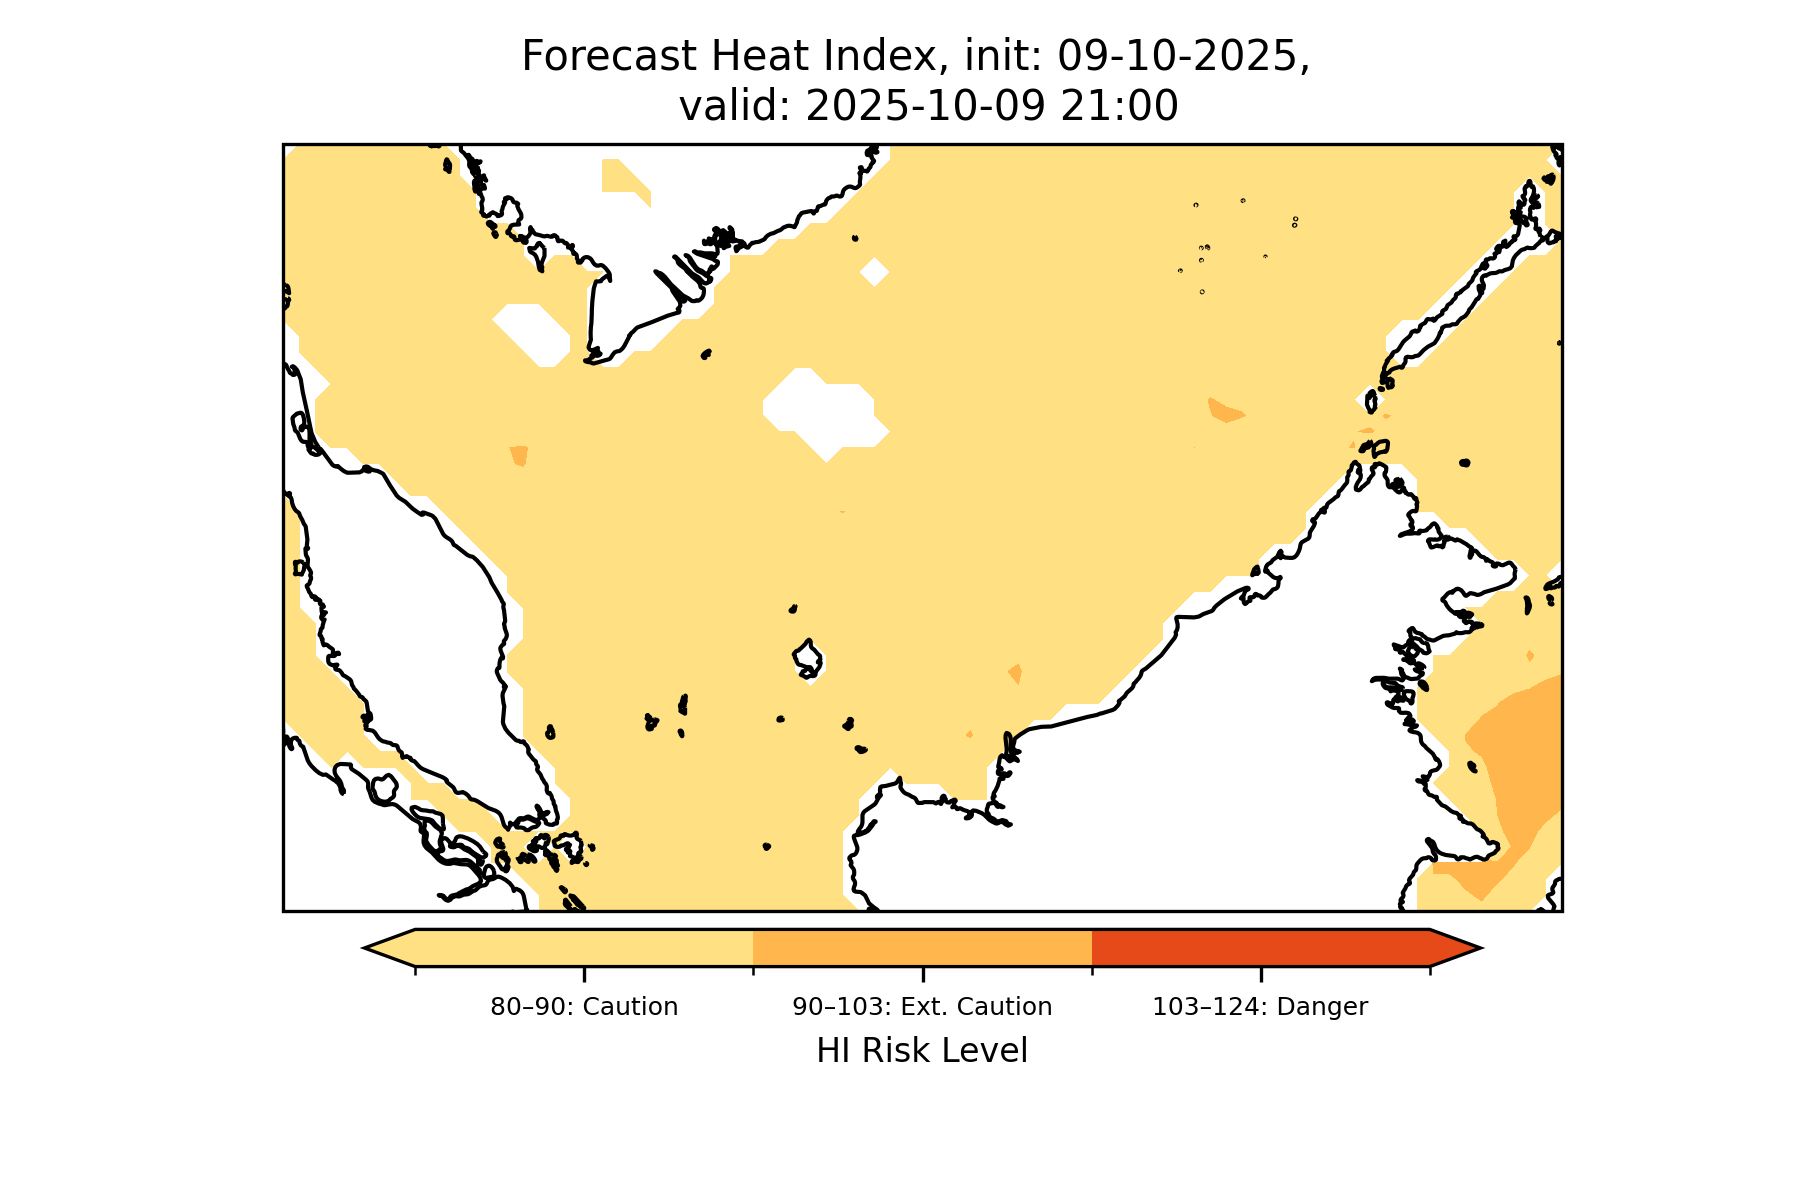 Forecast Heat Index, init: 09-10-2025,
valid: 2025-10-09 21:00
80–90: Caution
90–103: Ext. Caution
103–124: Danger
HI Risk Level